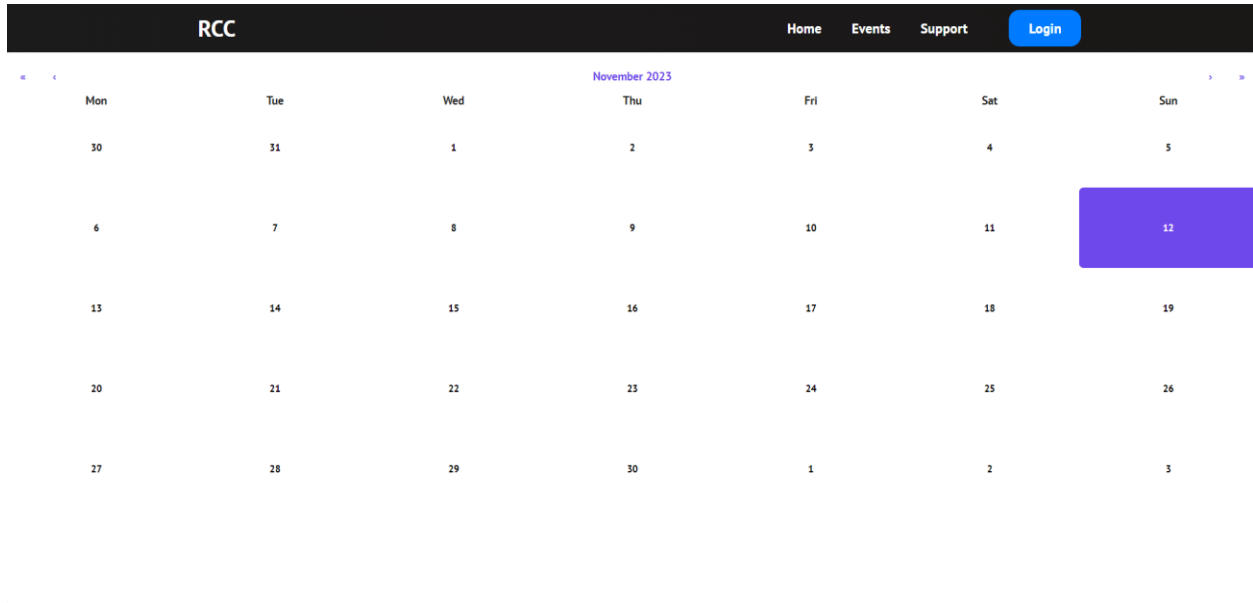 RCC Home Events Support Login
« ‹ November 2023 › »
Mon Tue Wed Thu Fri Sat Sun
30 31 1 2 3 4 5
6 7 8 9 10 11 12
13 14 15 16 17 18 19
20 21 22 23 24 25 26
27 28 29 30 1 2 3